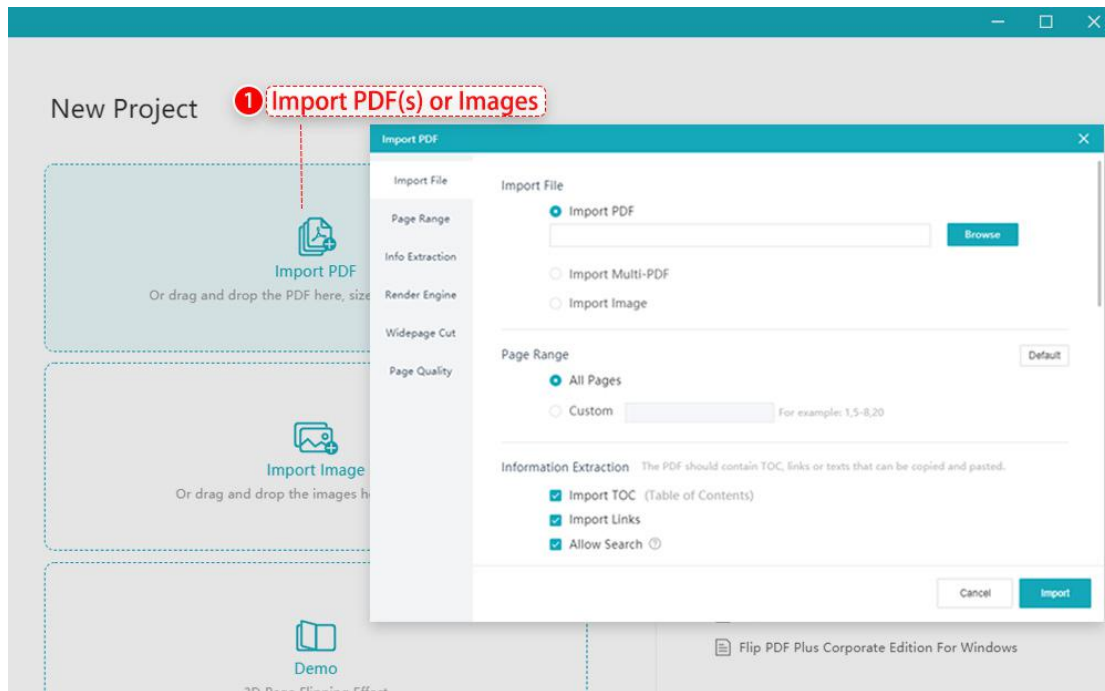 New Project
1 Import PDF(s) or Images
Import PDF
Or drag and drop the PDF here, size
Import Image
Or drag and drop the images
Demo
3D Page Flipping Effect
Import PDF
Import File
Page Range
Info Extraction
Render Engine
Widepage Cut
Page Quality
Import File
Import PDF
Browse
Import Multi-PDF
Import Image
Page Range
Default
All Pages
Custom
For example: 1,5-8,20
Information Extraction The PDF should contain TOC, links or texts that can be copied and pasted.
Import TOC (Table of Contents)
Import Links
Allow Search
Cancel
Import
Flip PDF Plus Corporate Edition For Windows